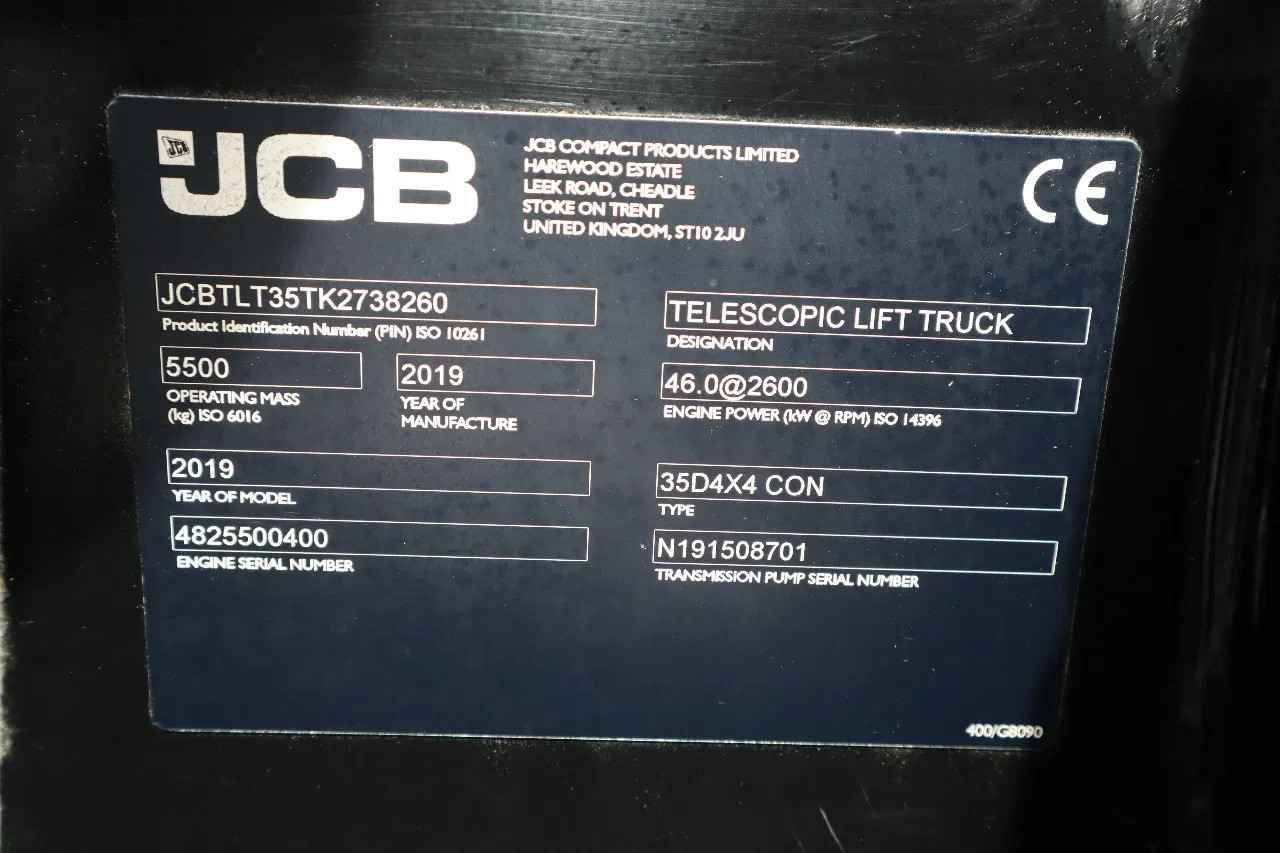 JCB
JCB COMPACT PRODUCTS LIMITED
HAREWOOD ESTATE
LEEK ROAD, CHEADLE
STOKE ON TRENT
UNITED KINGDOM, ST10 2JU
CE
JCBTLT35TK2738260
Product Identification Number (PIN) ISO 10261
TELESCOPIC LIFT TRUCK
DESIGNATION
5500
OPERATING MASS
(kg) ISO 6016
2019
YEAR OF
MANUFACTURE
46.0@2600
ENGINE POWER (kW @ RPM) ISO 14396
2019
YEAR OF MODEL
35D4X4 CON
TYPE
4825500400
ENGINE SERIAL NUMBER
N191508701
TRANSMISSION PUMP SERIAL NUMBER
400/G8090